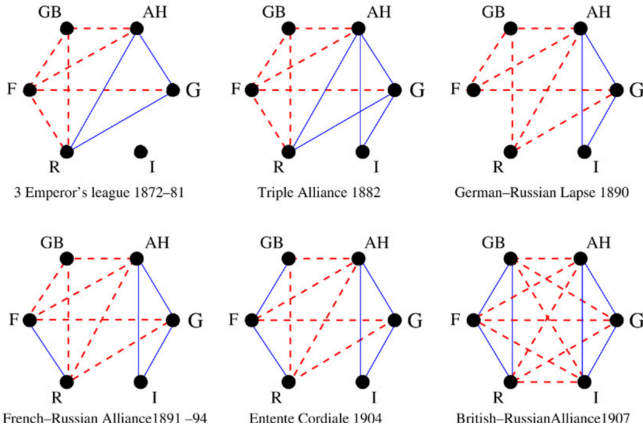 GB AH GB AH GB AH
F G F G F G
R I R I R I
3 Emperor's league 1872–81 Triple Alliance 1882 German–Russian Lapse 1890
GB AH GB AH GB AH
F G F G F G
R I R I R I
French–Russian Alliance1891 –94 Entente Cordiale 1904 British–RussianAlliance1907